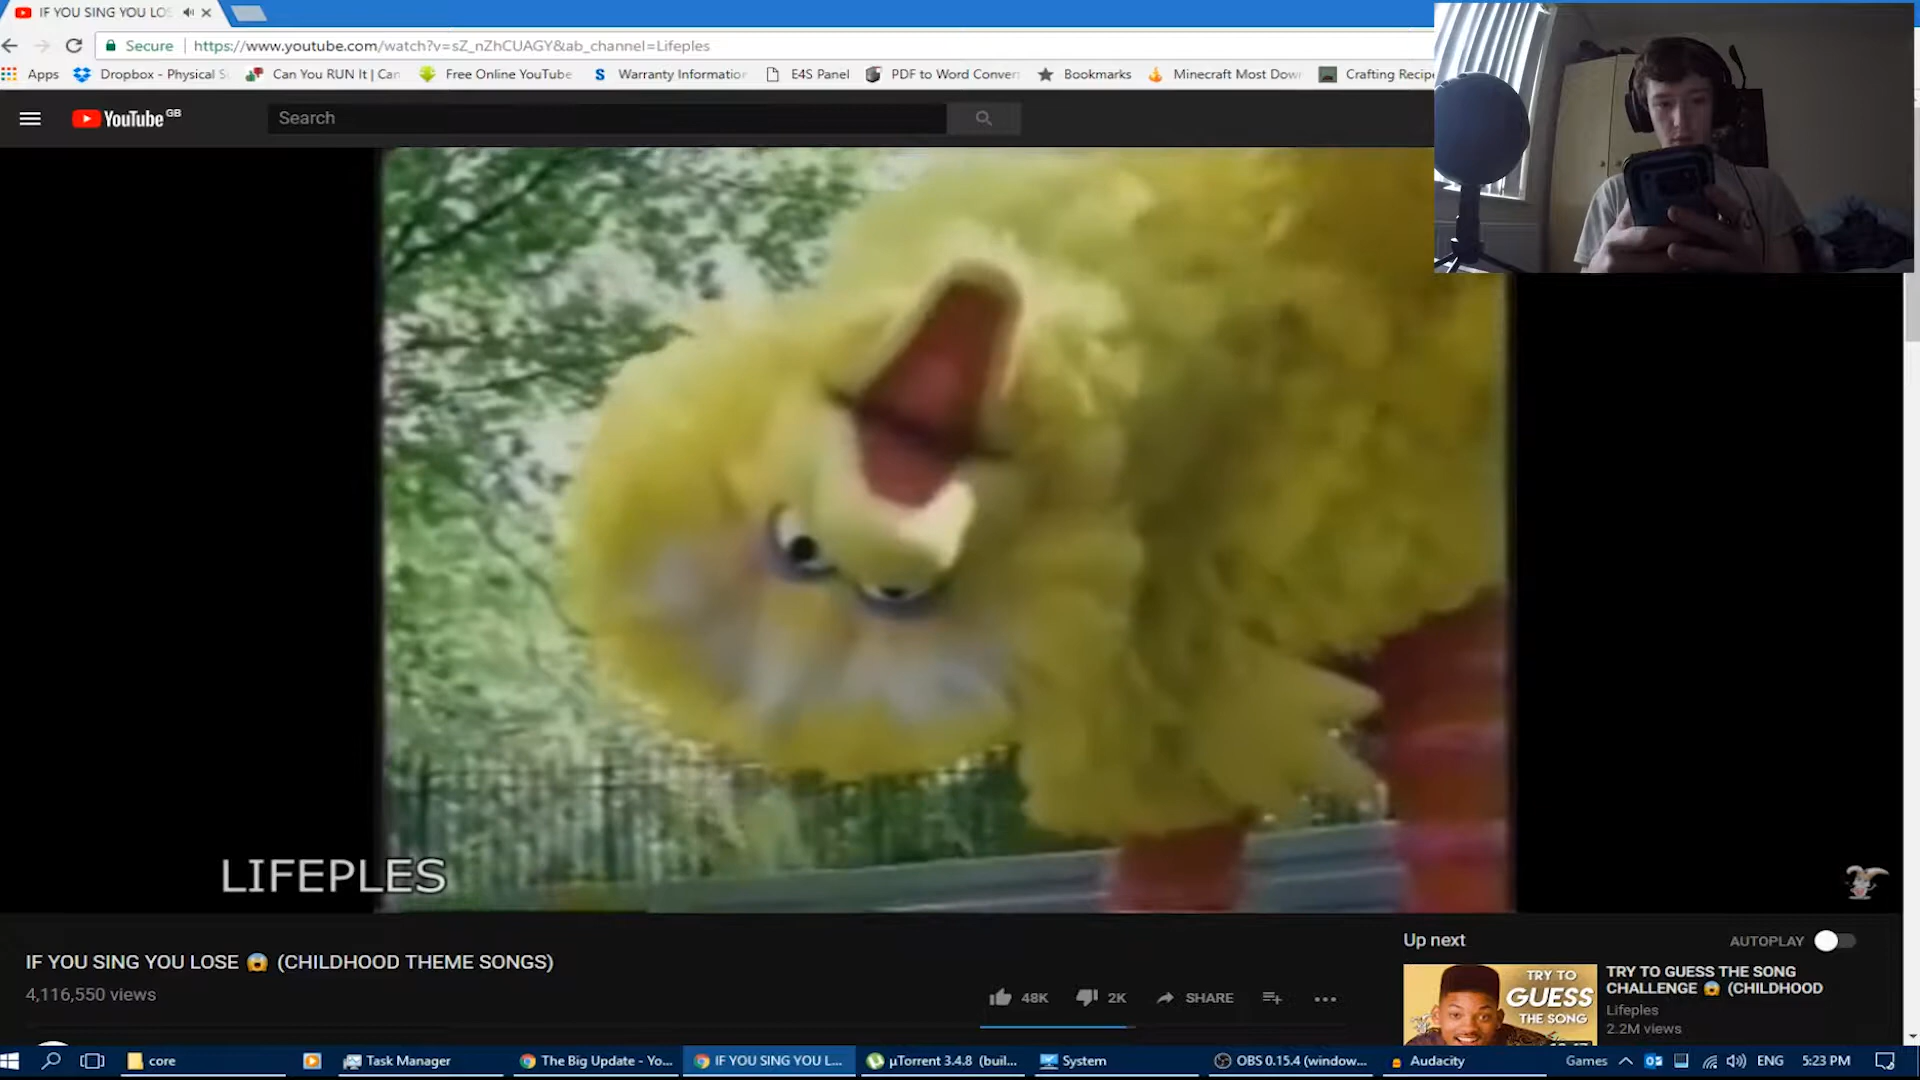 IF YOU SING YOU LOS
Secure
https://www.youtube.com/watch?v=sZ_nZhCUAGY&ab_channel=Lifeples
Apps
Dropbox - Physical S
Can You RUN It | Can
Free Online YouTube
Warranty Informatio
E4S Panel
PDF to Word Conver
Bookmarks
Minecraft Most Dow
Crafting Recipe
YouTube GB
Search
LIFEPLES
IF YOU SING YOU LOSE 😱 (CHILDHOOD THEME SONGS)
4,116,550 views
48K
2K
SHARE
Up next
AUTOPLAY
TRY TO
GUESS
THE SONG
TRY TO GUESS THE SONG
CHALLENGE 😱 (CHILDHOOD
Lifeples
2.2M views
core
Task Manager
The Big Update - Yo...
IF YOU SING YOU L...
µTorrent 3.4.8 (buil...
System
OBS 0.15.4 (window...
Audacity
Games
ENG
5:23 PM